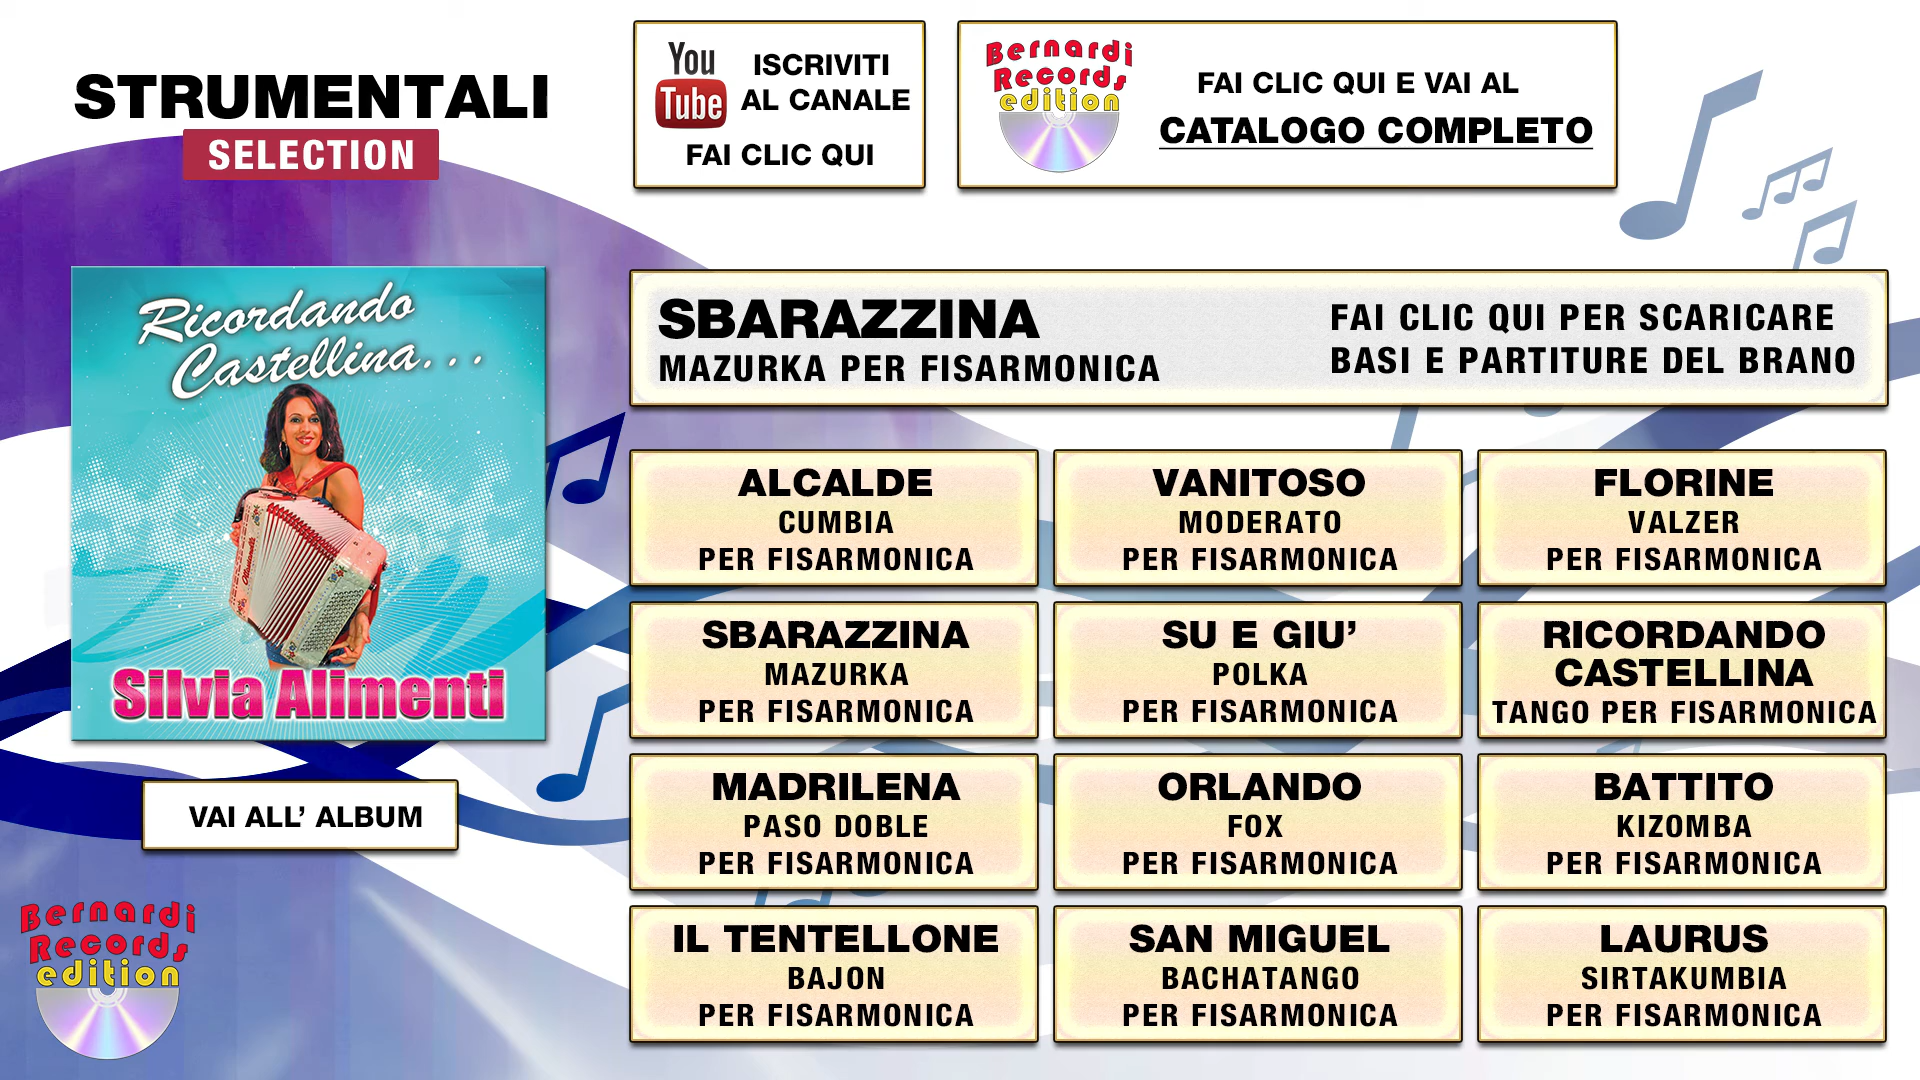 STRUMENTALI
SELECTION
You
Tube
ISCRIVITI
AL CANALE
FAI CLIC QUI
Bernardi
Records
edition
FAI CLIC QUI E VAI AL
CATALOGO COMPLETO
Ricordando
Castellina...
Silvia Alimenti
VAI ALL’ ALBUM
Bernardi
Records
edition
SBARAZZINA
MAZURKA PER FISARMONICA
FAI CLIC QUI PER SCARICARE
BASI E PARTITURE DEL BRANO
ALCALDE
CUMBIA
PER FISARMONICA
VANITOSO
MODERATO
PER FISARMONICA
FLORINE
VALZER
PER FISARMONICA
SBARAZZINA
MAZURKA
PER FISARMONICA
SU E GIU’
POLKA
PER FISARMONICA
RICORDANDO
CASTELLINA
TANGO PER FISARMONICA
MADRILENA
PASO DOBLE
PER FISARMONICA
ORLANDO
FOX
PER FISARMONICA
BATTITO
KIZOMBA
PER FISARMONICA
IL TENTELLONE
BAJON
PER FISARMONICA
SAN MIGUEL
BACHATANGO
PER FISARMONICA
LAURUS
SIRTAKUMBIA
PER FISARMONICA